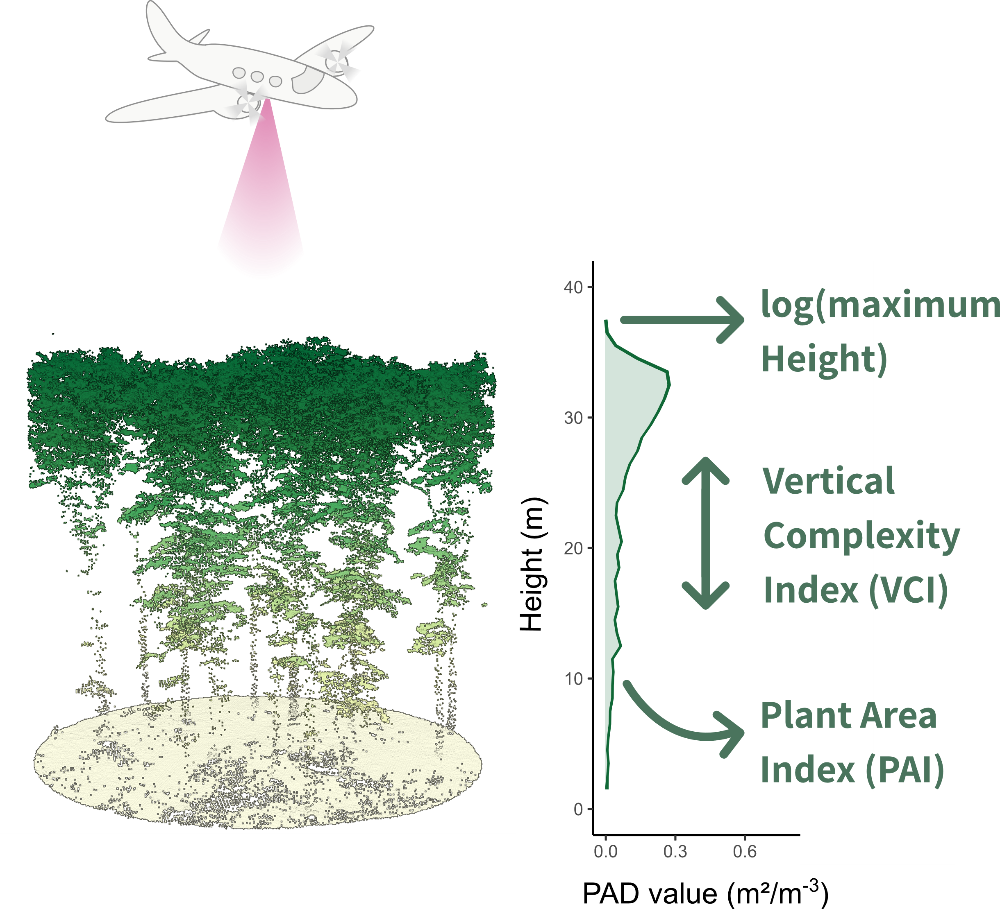 40
30
20
10
0
Height (m)
log(maximum
Height)
Vertical
Complexity
Index (VCI)
Plant Area
Index (PAI)
0.0 0.3 0.6
PAD value (m²/m⁻³)